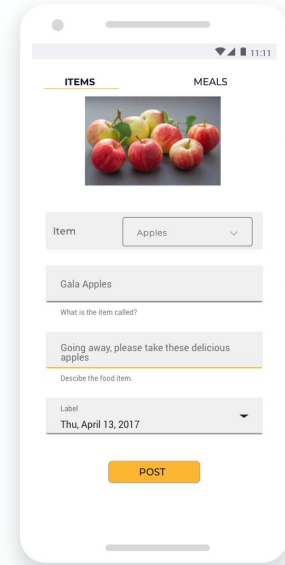 11:11
ITEMS MEALS
Item Apples
Gala Apples
What is the item called?
Going away, please take these delicious
apples
Descibe the food item.
Label
Thu, April 13, 2017
POST